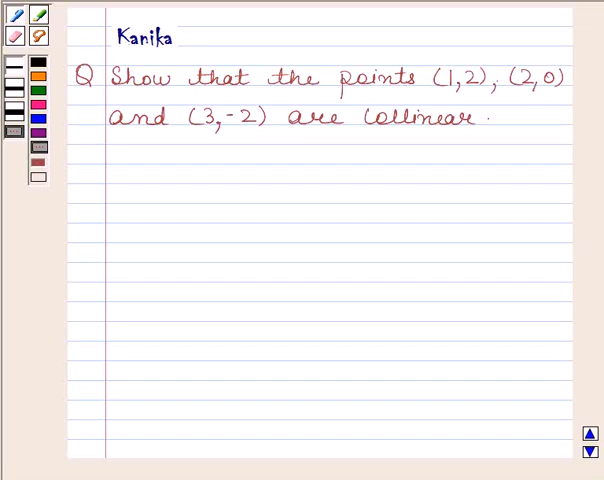 Kanika
Q Show that the points (1,2), (2,0)
and (3,-2) are collinear.